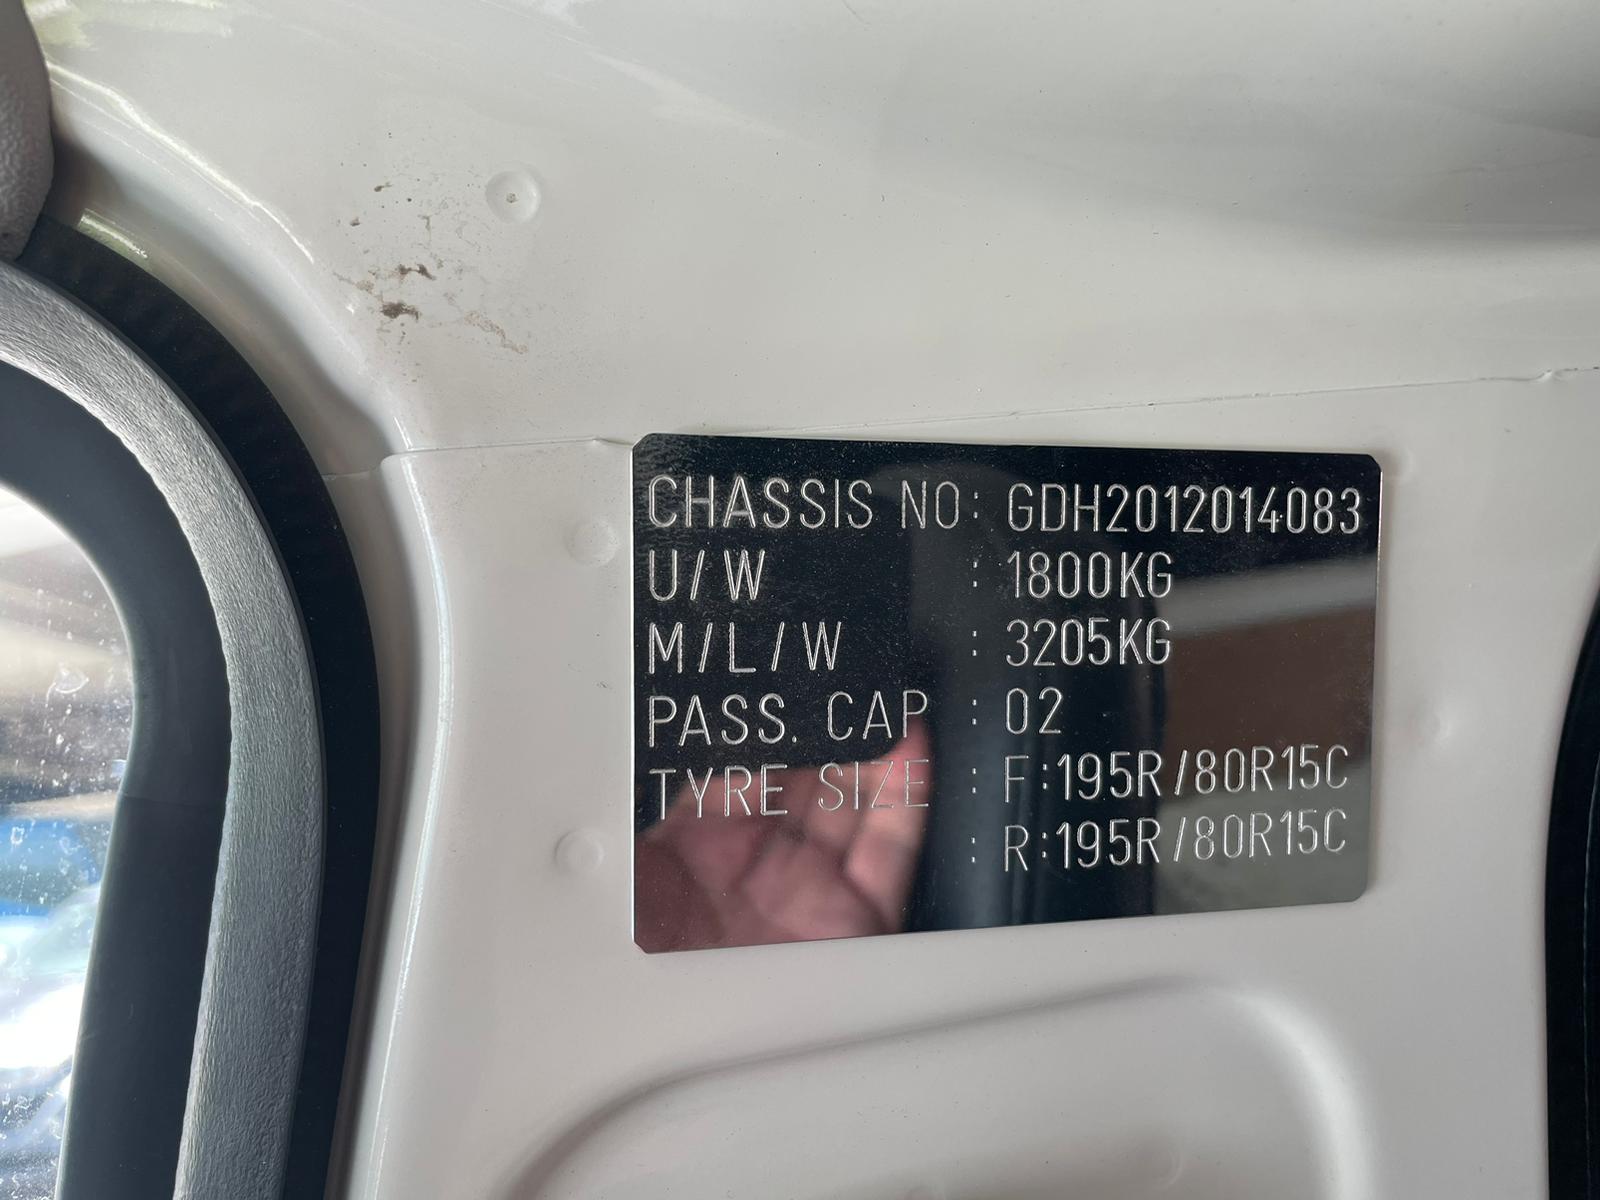 CHASSIS NO: GDH2012014083
U/W : 1800KG
M/L/W : 3205KG
PASS. CAP : 02
TYRE SIZE : F:195R/80R15C
: R:195R/80R15C